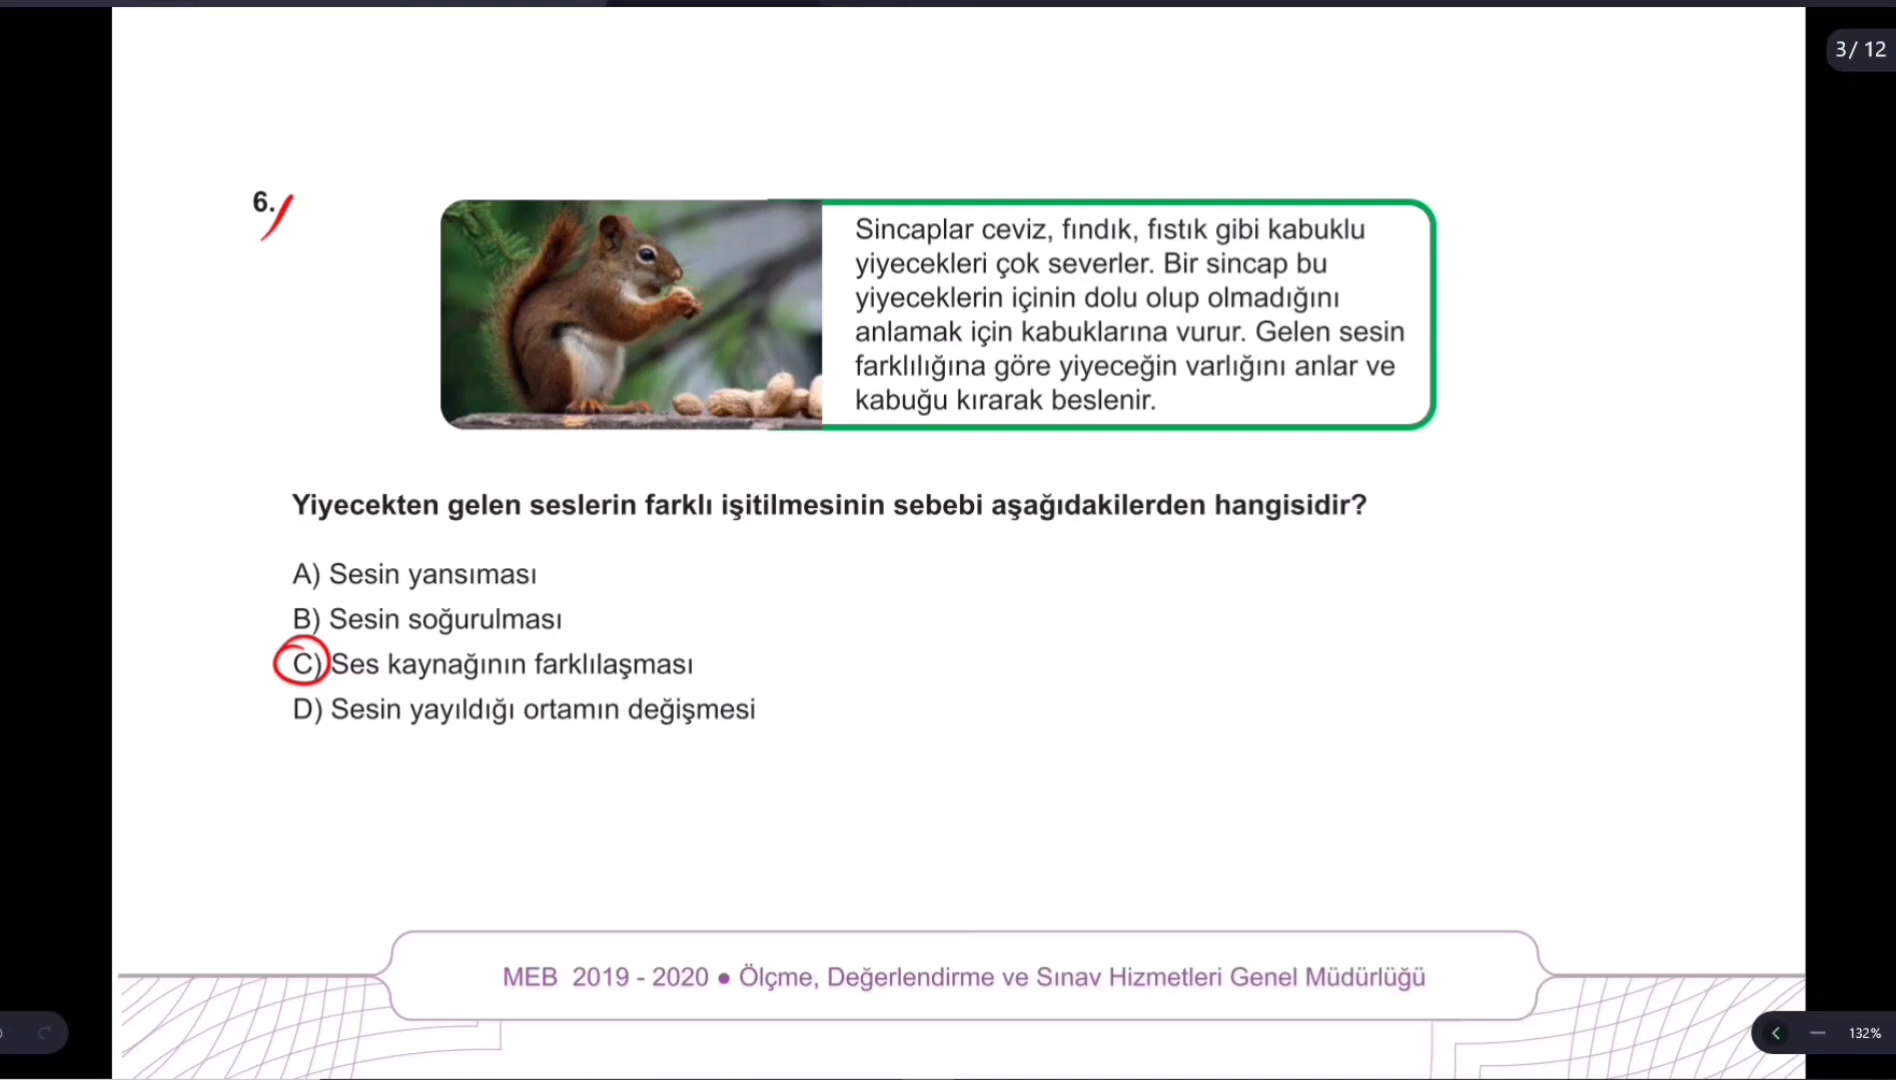 3/ 12
6.
Sincaplar ceviz, fındık, fıstık gibi kabuklu
yiyecekleri çok severler. Bir sincap bu
yiyeceklerin içinin dolu olup olmadığını
anlamak için kabuklarına vurur. Gelen sesin
farklılığına göre yiyeceğin varlığını anlar ve
kabuğu kırarak beslenir.
Yiyecekten gelen seslerin farklı işitilmesinin sebebi aşağıdakilerden hangisidir?
A) Sesin yansıması
B) Sesin soğurulması
C) Ses kaynağının farklılaşması
D) Sesin yayıldığı ortamın değişmesi
MEB 2019 - 2020 ● Ölçme, Değerlendirme ve Sınav Hizmetleri Genel Müdürlüğü
132%